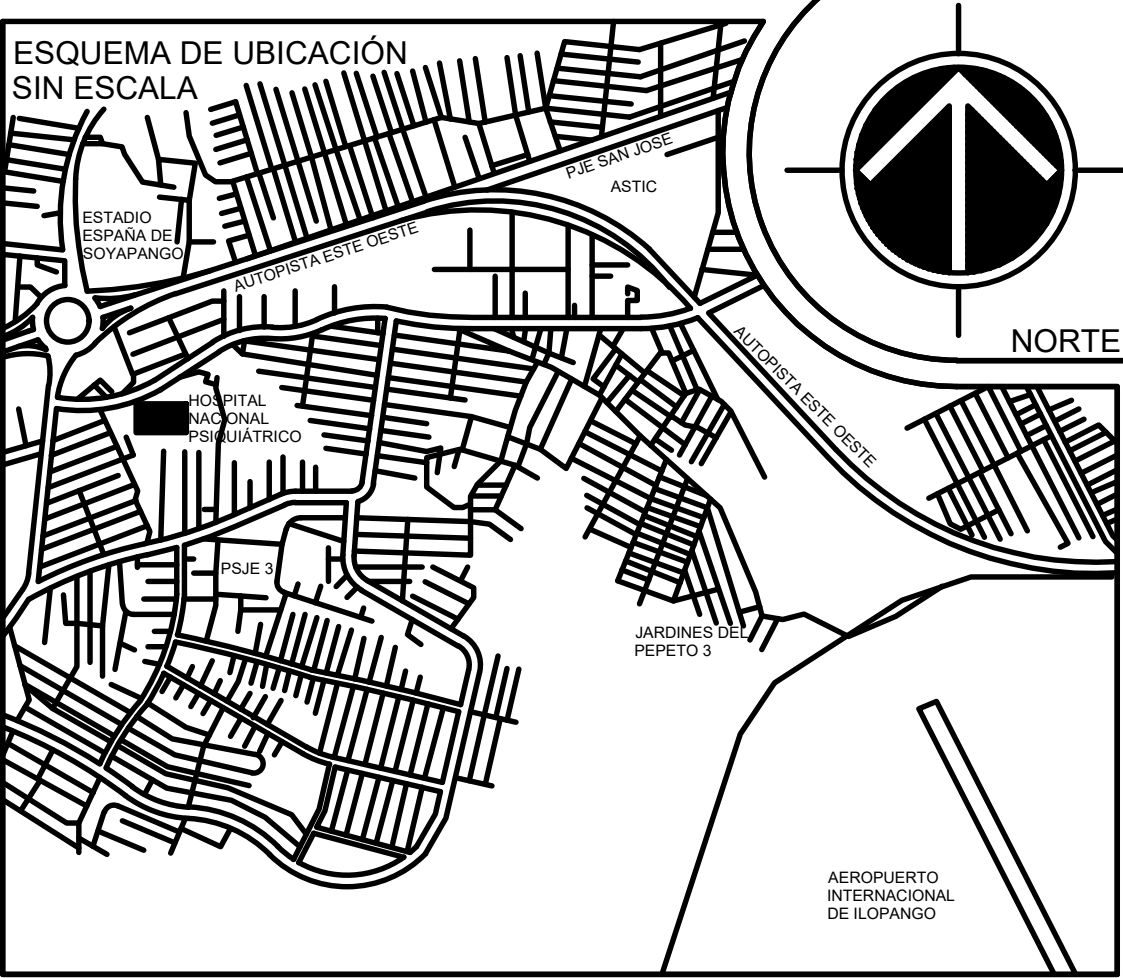 ESQUEMA DE UBICACIÓN
SIN ESCALA
NORTE
PJE SAN JOSE
ASTIC
ESTADIO
ESPAÑA DE
SOYAPANGO
AUTOPISTA ESTE OESTE
AUTOPISTA ESTE OESTE
HOSPITAL
NACIONAL
PSIQUIÁTRICO
PSJE 3
JARDINES DEL
PEPETO 3
AEROPUERTO
INTERNACIONAL
DE ILOPANGO